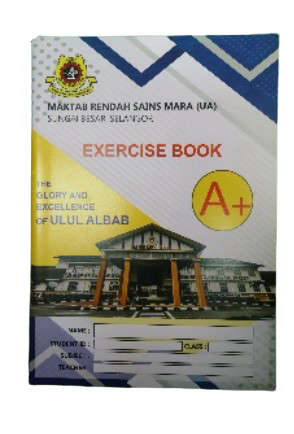 MAKTAB RENDAH SAINS MARA (UA)
SUNGAI BESAR, SELANGOR
EXERCISE BOOK
THE
GLORY AND
EXCELLENCE
OF ULUL ALBAB
A+
NAME :
STUDENT ID :
CLASS :
SUBJECT :
TEACHER :